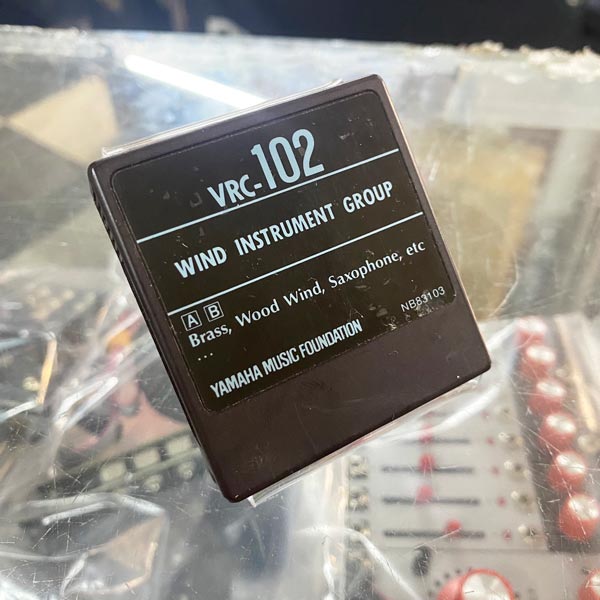 VRC-102
WIND INSTRUMENT GROUP
A B
Brass, Wood Wind, Saxophone, etc
...
NB83103
YAMAHA MUSIC FOUNDATION